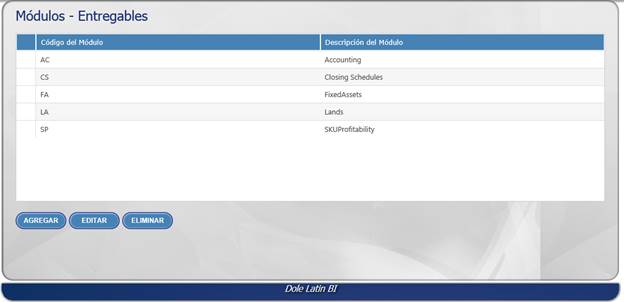 Módulos - Entregables
Código del Módulo Descripción del Módulo
AC Accounting
CS Closing Schedules
FA FixedAssets
LA Lands
SP SKUProfitability
AGREGAR EDITAR ELIMINAR
Dole Latin BI